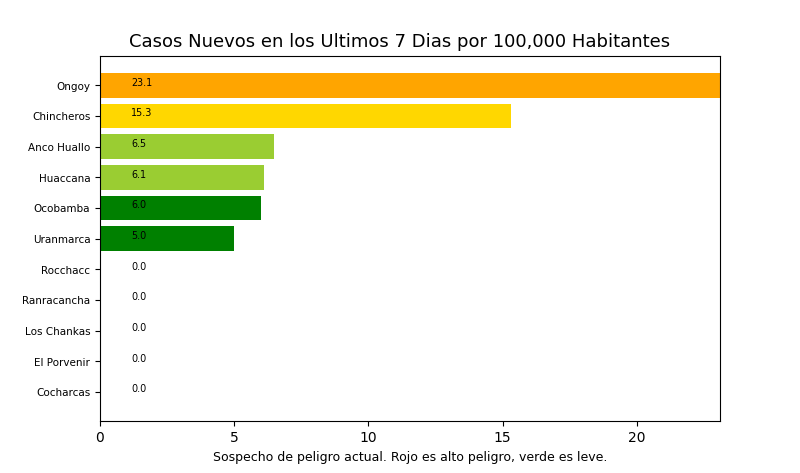 Casos Nuevos en los Ultimos 7 Dias por 100,000 Habitantes
Ongoy 23.1
Chincheros 15.3
Anco Huallo 6.5
Huaccana 6.1
Ocobamba 6.0
Uranmarca 5.0
Rocchacc 0.0
Ranracancha 0.0
Los Chankas 0.0
El Porvenir 0.0
Cocharcas 0.0
0 5 10 15 20
Sospecho de peligro actual. Rojo es alto peligro, verde es leve.